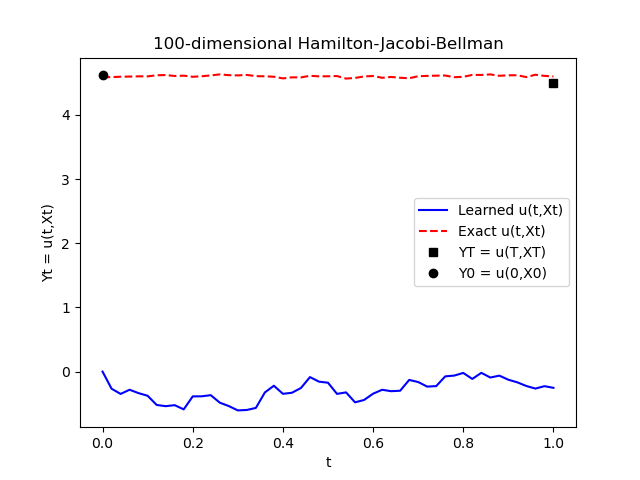 100-dimensional Hamilton-Jacobi-Bellman
Yt = u(t,Xt)
4
3
2
1
0
0.0
0.2
0.4
0.6
0.8
1.0
t
Learned u(t,Xt)
Exact u(t,Xt)
YT = u(T,XT)
Y0 = u(0,X0)